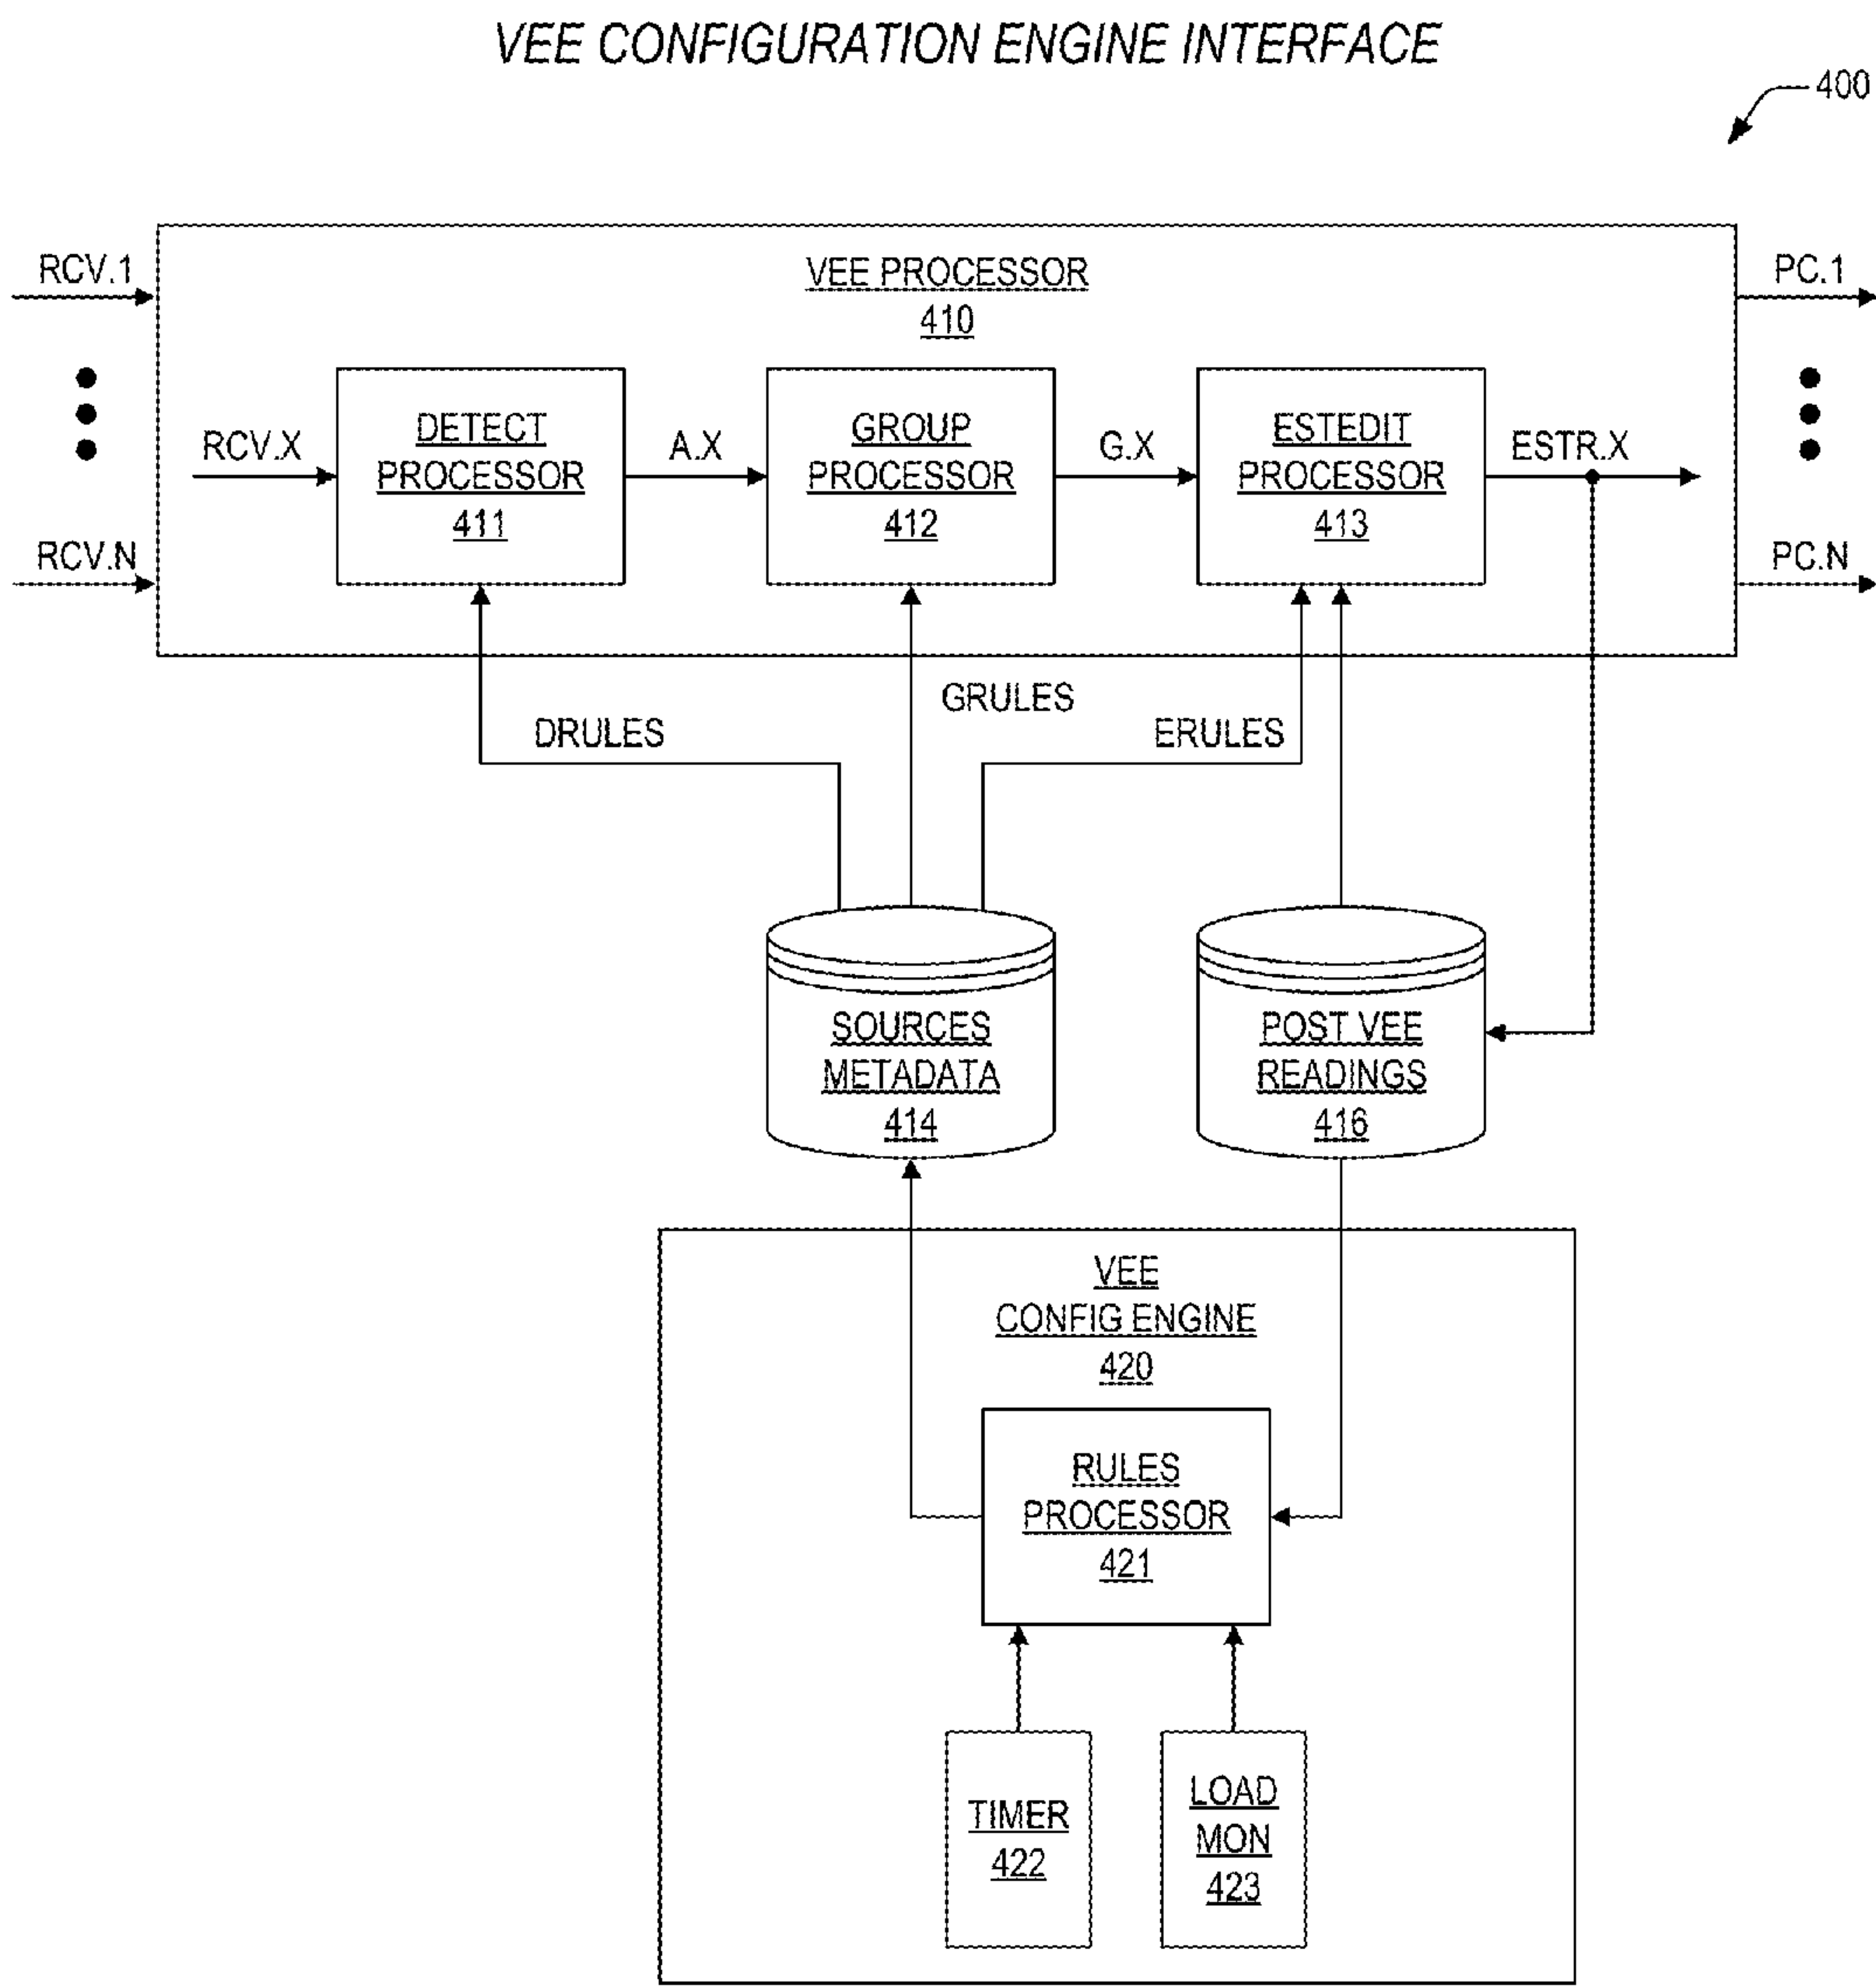 VEE CONFIGURATION ENGINE INTERFACE
400
RCV.1
RCV.N
VEE PROCESSOR
410
PC.1
PC.N
RCV.X
DETECT
PROCESSOR
411
A.X
GROUP
PROCESSOR
412
G.X
ESTEDIT
PROCESSOR
413
ESTR.X
DRULES
GRULES
ERULES
SOURCES
METADATA
414
POST VEE
READINGS
416
VEE
CONFIG ENGINE
420
RULES
PROCESSOR
421
TIMER
422
LOAD
MON
423